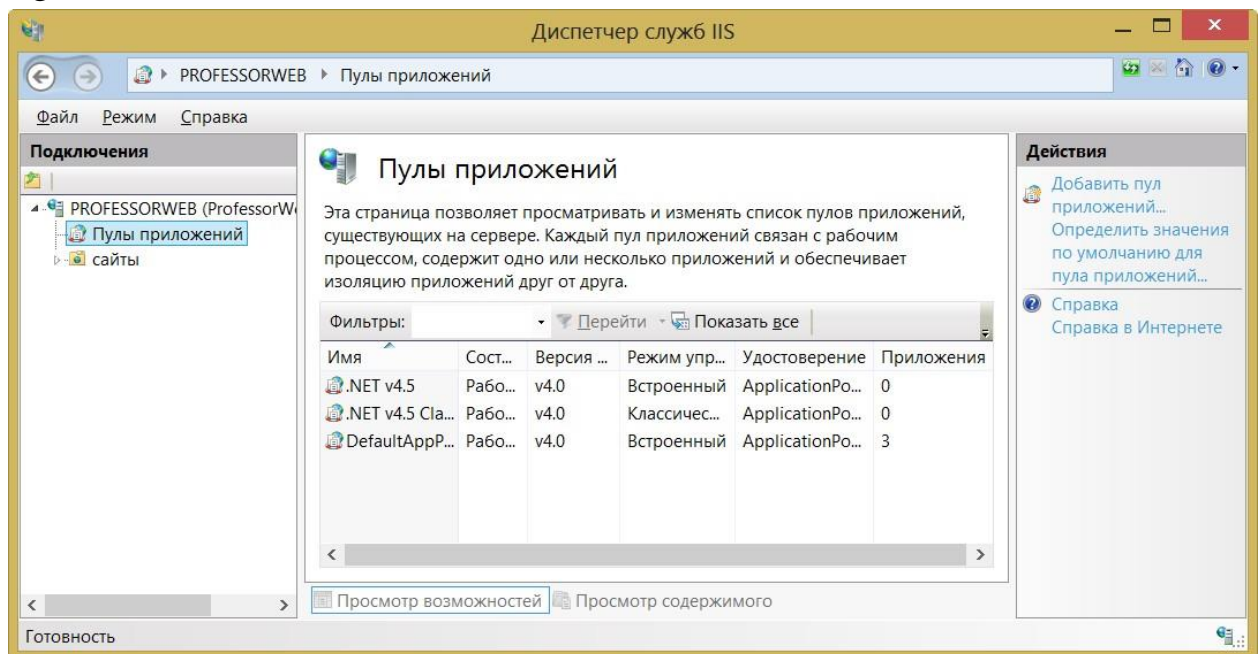 Диспетчер служб IIS
PROFESSORWEB Пулы приложений
Файл Режим Справка
Подключения
PROFESSORWEB (ProfessorW
Пулы приложений
сайты
Пулы приложений
Эта страница позволяет просматривать и изменять список пулов приложений,
существующих на сервере. Каждый пул приложений связан с рабочим
процессом, содержит одно или несколько приложений и обеспечивает
изоляцию приложений друг от друга.
Фильтры: Перейти Показать все
Имя Сост... Версия ... Режим упр... Удостоверение Приложения
.NET v4.5 Рабо... v4.0 Встроенный ApplicationPo... 0
.NET v4.5 Cla... Рабо... v4.0 Классичес... ApplicationPo... 0
DefaultAppP... Рабо... v4.0 Встроенный ApplicationPo... 3
Просмотр возможностей Просмотр содержимого
Действия
Добавить пул
приложений...
Определить значения
по умолчанию для
пула приложений...
Справка
Справка в Интернете
Готовность